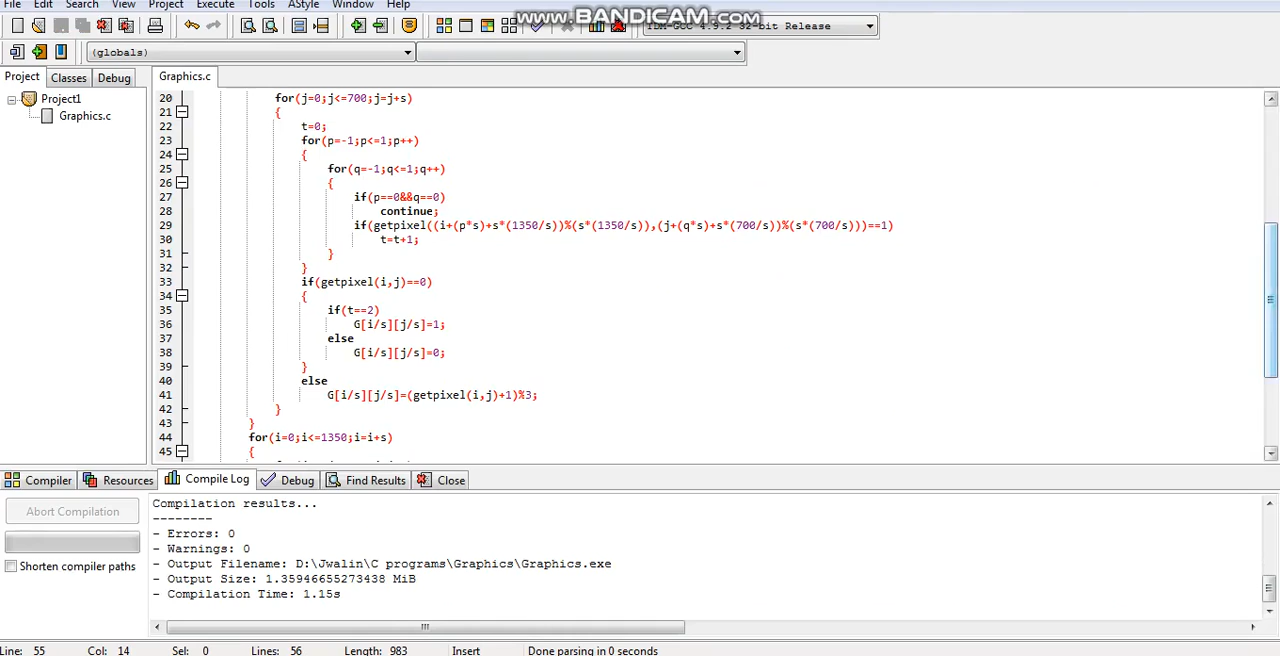 File Edit Search View Project Execute Tools AStyle Window Help
www.BANDICAM.com
TDM-GCC 4.9.2 32-bit Release
(globals)
Project Classes Debug
Graphics.c
Project1
Graphics.c
20 for(j=0;j<=700;j=j+s)
21 {
22 t=0;
23 for(p=-1;p<=1;p++)
24 {
25 for(q=-1;q<=1;q++)
26 {
27 if(p==0&&q==0)
28 continue;
29 if(getpixel((i+(p*s)+s*(1350/s))%(s*(1350/s)),(j+(q*s)+s*(700/s))%(s*(700/s)))==1)
30 t=t+1;
31 }
32 }
33 if(getpixel(i,j)==0)
34 {
35 if(t==2)
36 G[i/s][j/s]=1;
37 else
38 G[i/s][j/s]=0;
39 }
40 else
41 G[i/s][j/s]=(getpixel(i,j)+1)%3;
42 }
43 }
44 for(i=0;i<=1350;i=i+s)
45 {
Compiler Resources Compile Log Debug Find Results Close
Abort Compilation
Shorten compiler paths
Compilation results...
--------
- Errors: 0
- Warnings: 0
- Output Filename: D:\Jwalin\C programs\Graphics\Graphics.exe
- Output Size: 1.35946655273438 MiB
- Compilation Time: 1.15s
Line: 55 Col: 14 Sel: 0 Lines: 56 Length: 983 Insert Done parsing in 0 seconds